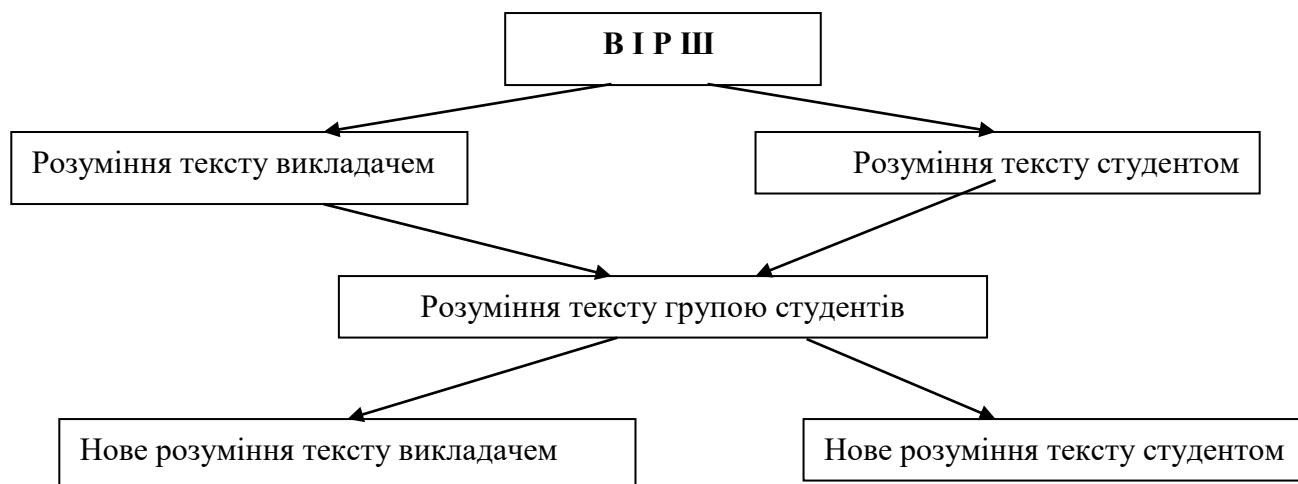 В І Р Ш
Розуміння тексту викладачем
Розуміння тексту студентом
Розуміння тексту групою студентів
Нове розуміння тексту викладачем
Нове розуміння тексту студентом